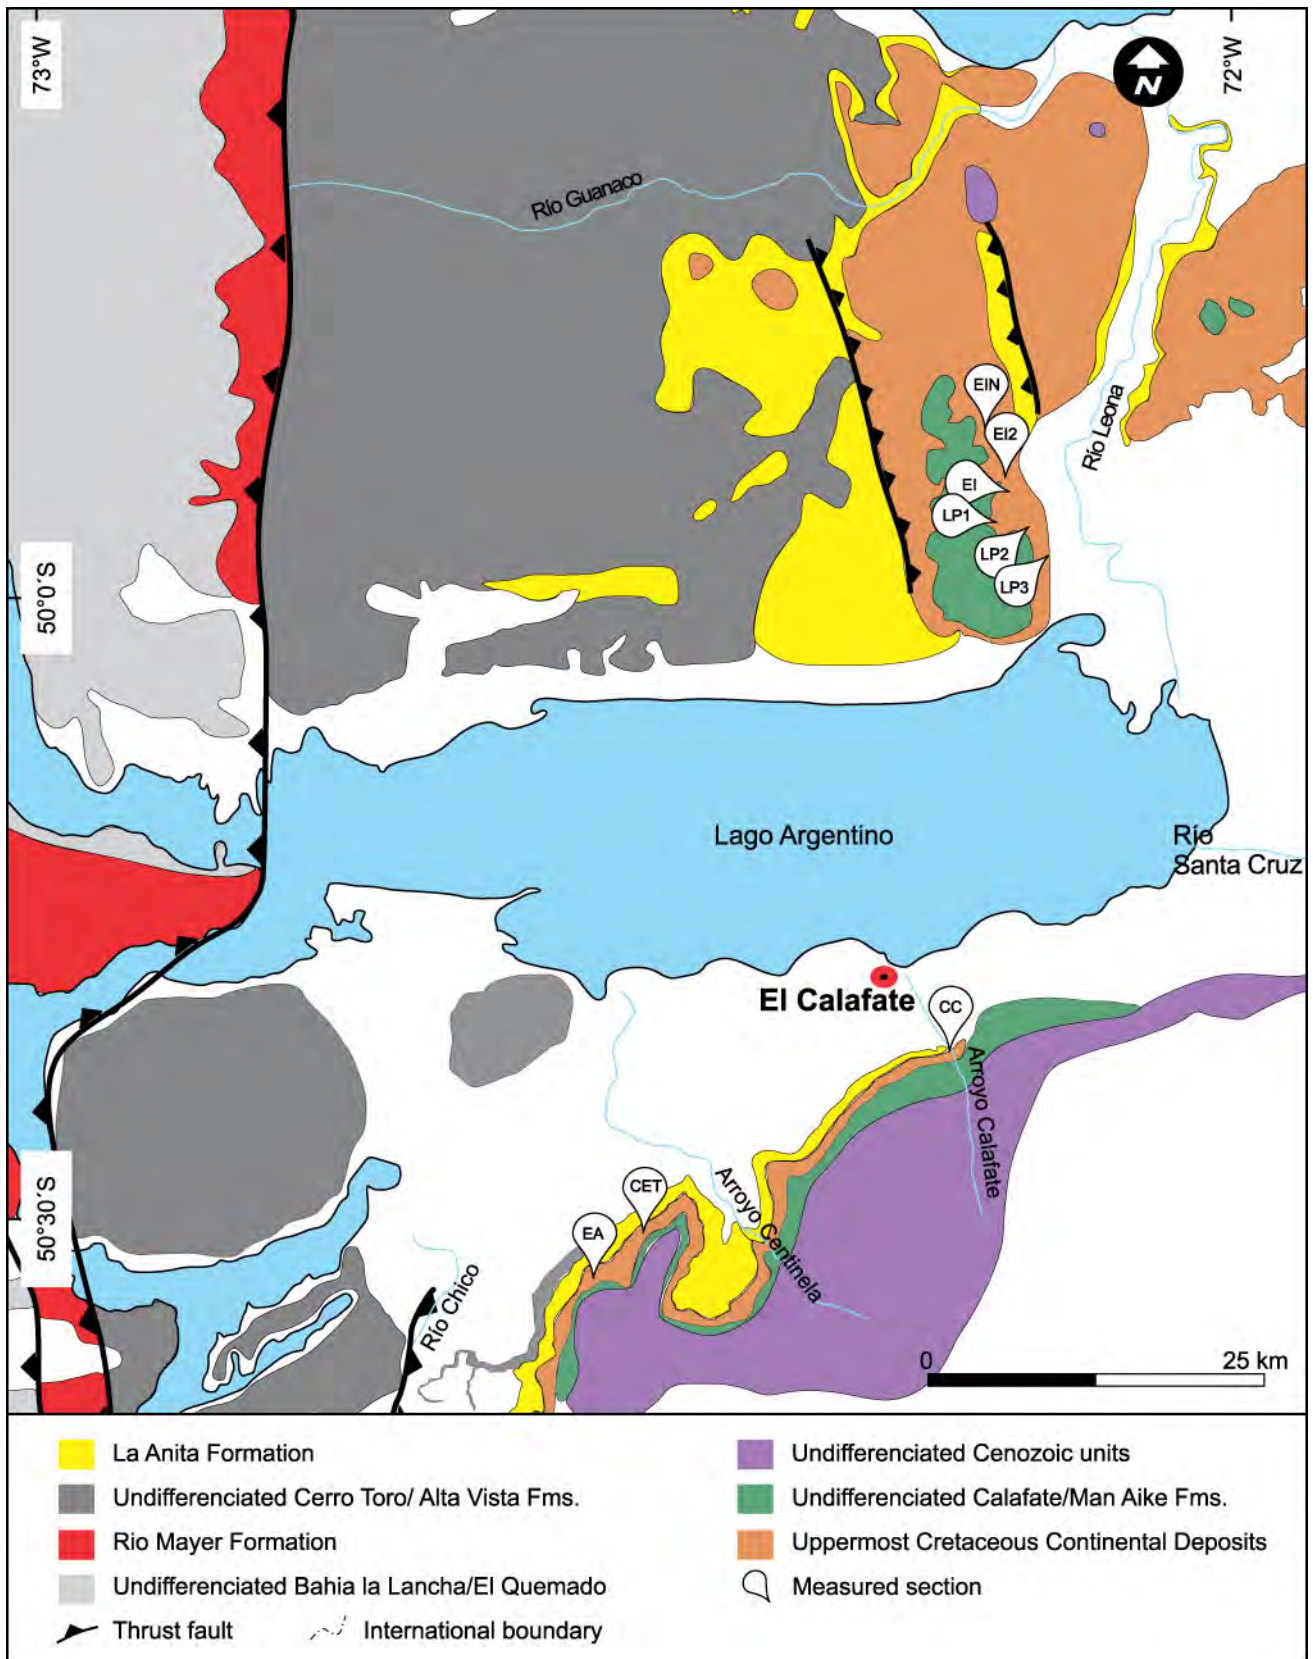 73°W
72°W
N
Río Guanaco
EIN
EI2
EI
LP1
LP2
LP3
Río Leona
50°0´S
Lago Argentino
Río
Santa Cruz
El Calafate
CC
Arroyo Calafate
CET
EA
Arroyo Centinela
50°30´S
Río Chico
0
25 km
La Anita Formation
Undifferenciated Cerro Toro/ Alta Vista Fms.
Rio Mayer Formation
Undifferenciated Bahia la Lancha/El Quemado
Thrust fault
International boundary
Undifferenciated Cenozoic units
Undifferenciated Calafate/Man Aike Fms.
Uppermost Cretaceous Continental Deposits
Measured section